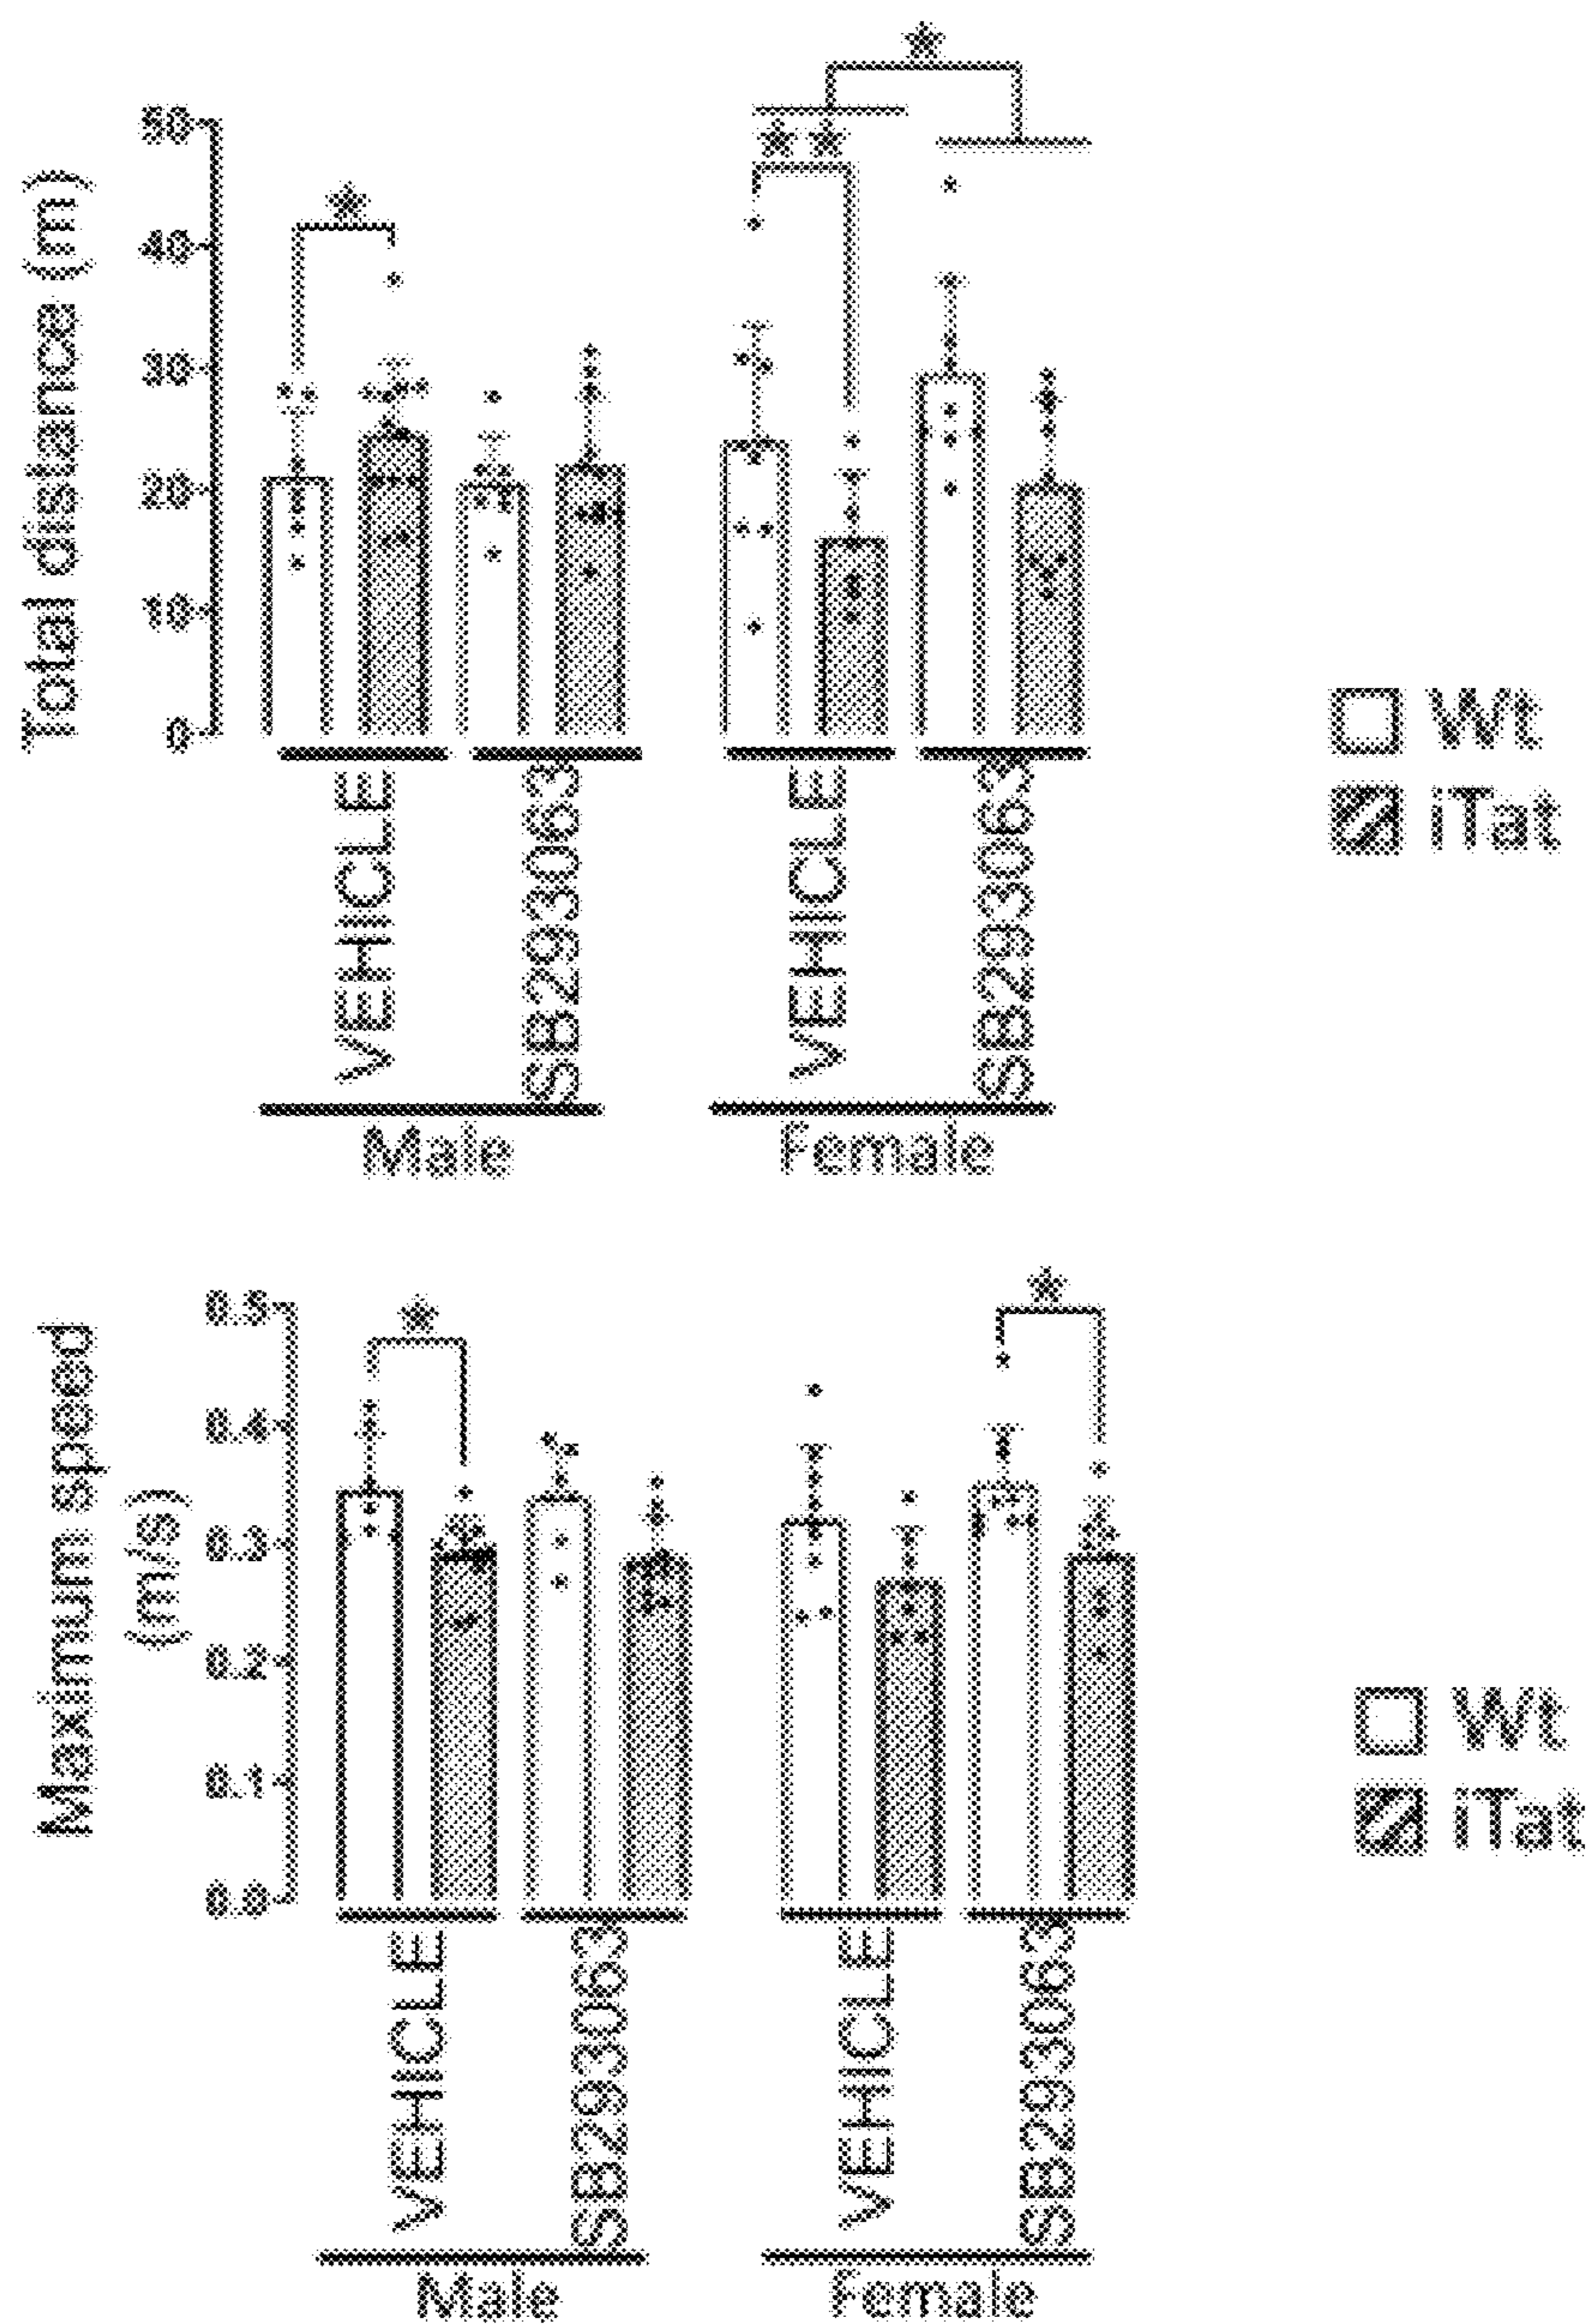 Total distance (m)
50
40
30
20
10
0
*
**
*
VEHICLE
SB293063
VEHICLE
SB293063
Male
Female
Wt
iTat
Maximum speed
(m/s)
0.5
0.4
0.3
0.2
0.1
0.0
*
*
VEHICLE
SB293063
VEHICLE
SB293063
Male
Female
Wt
iTat